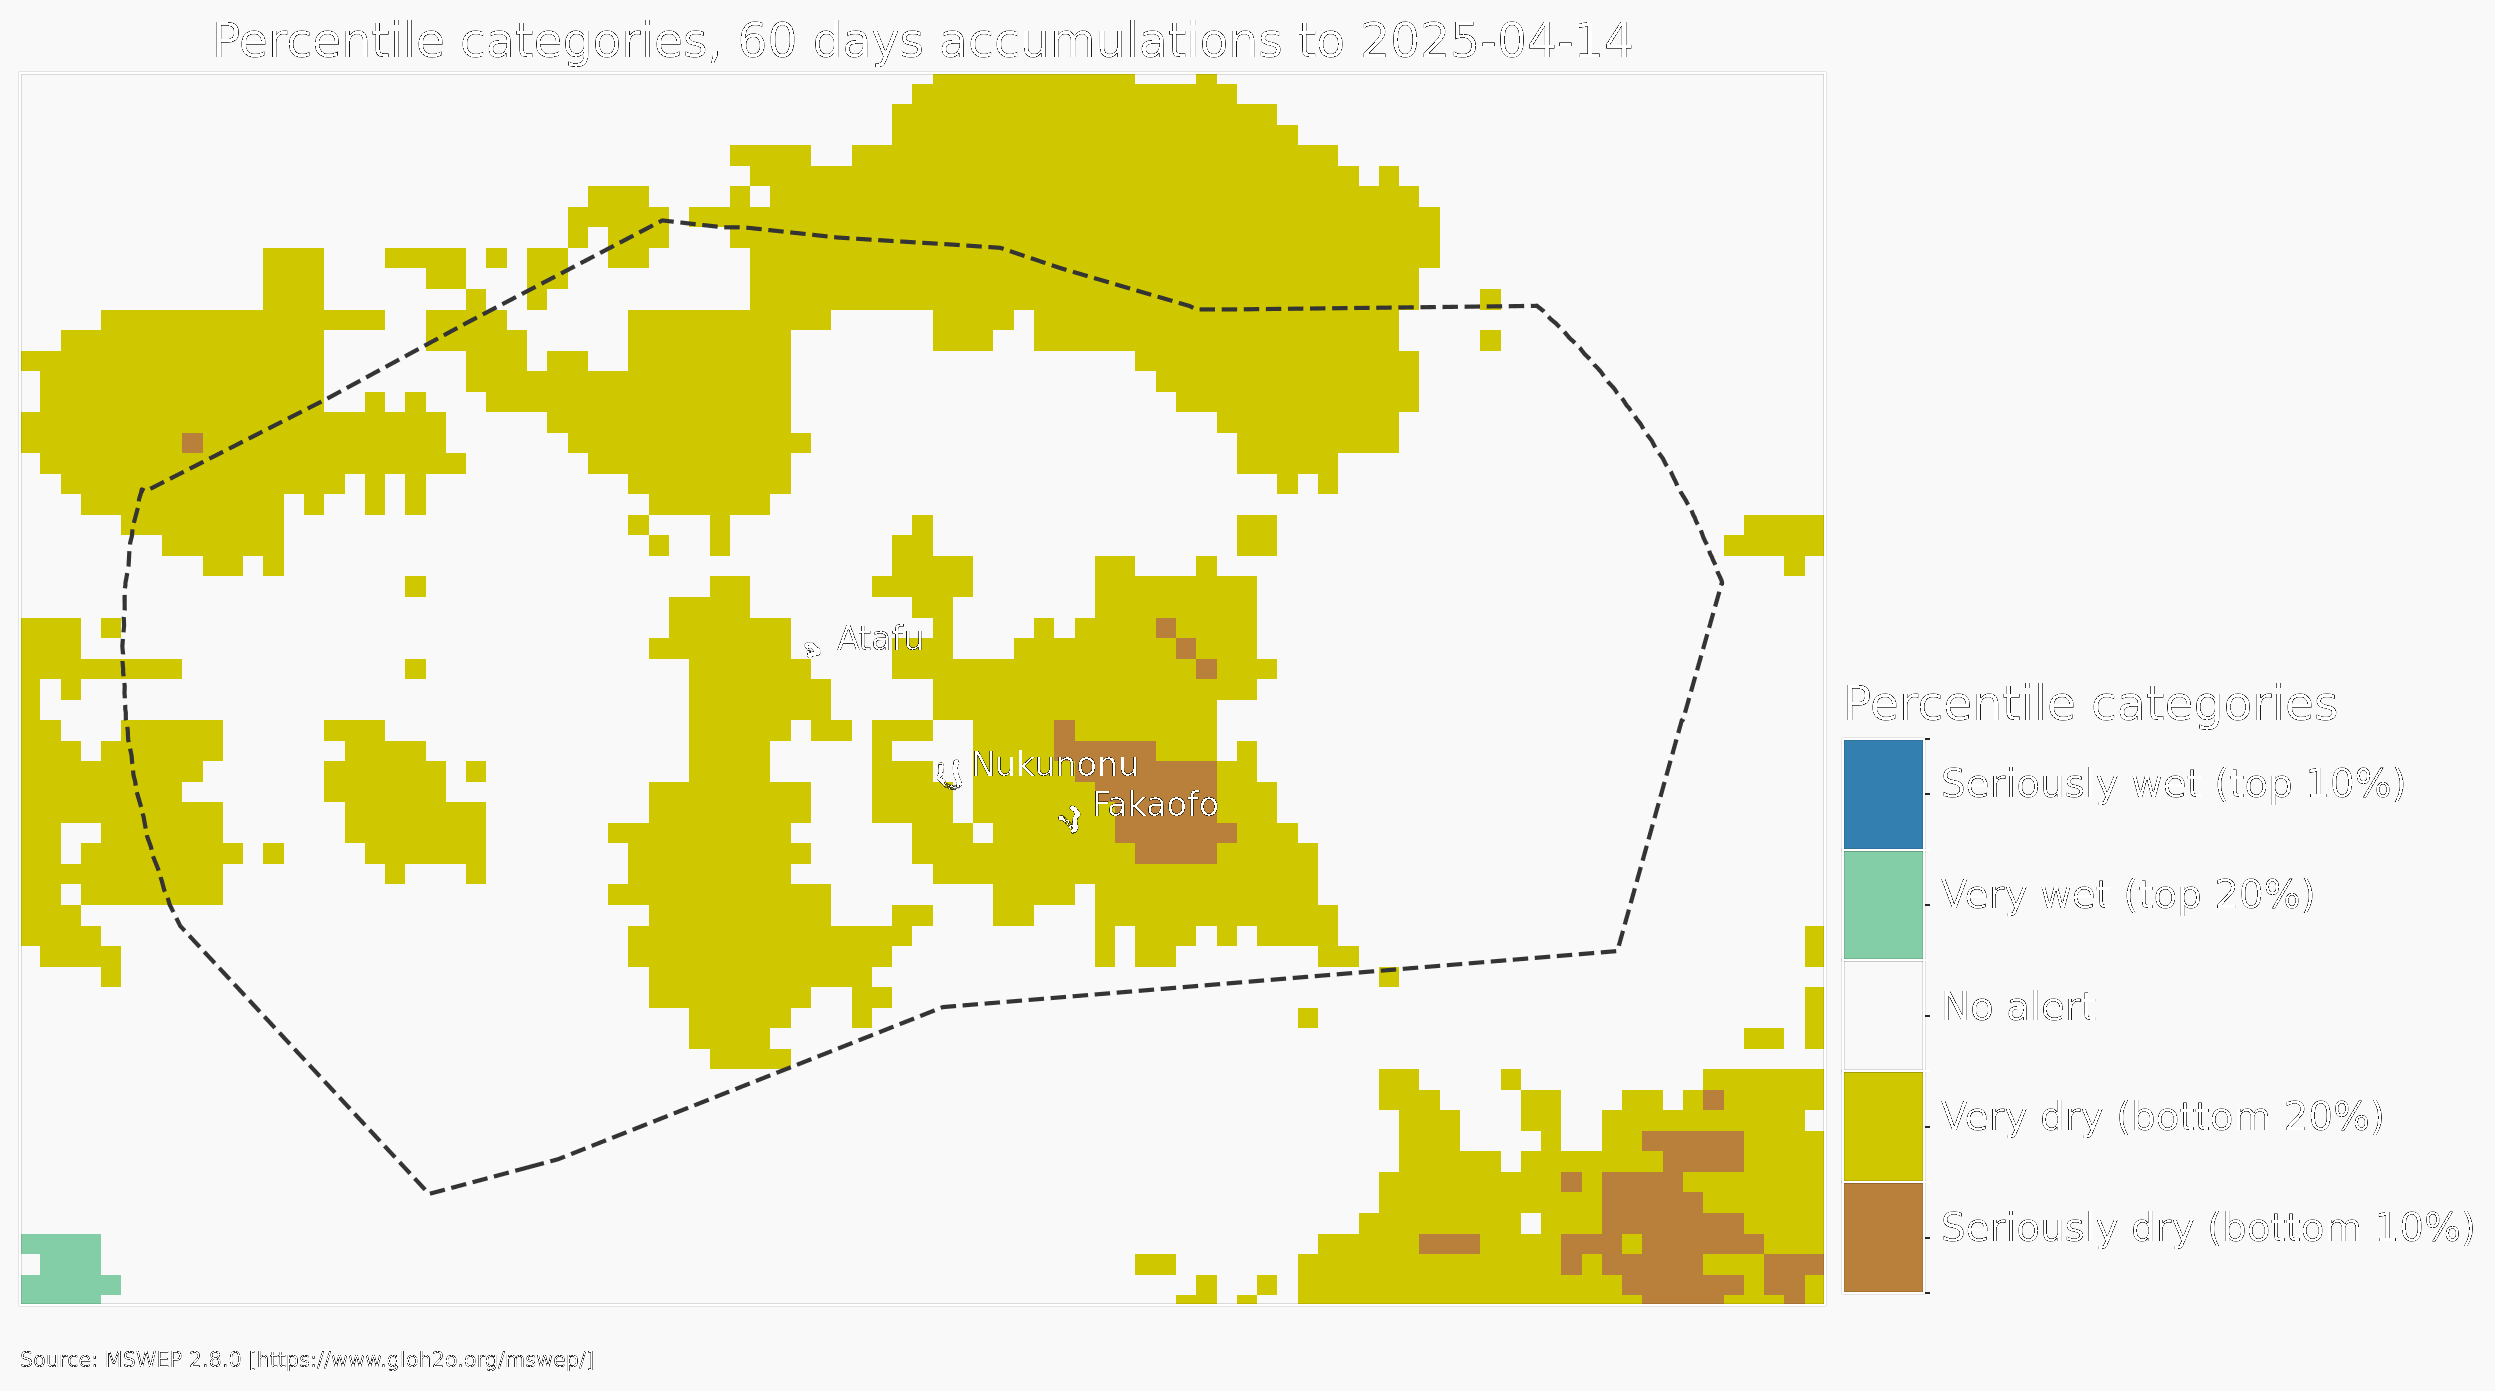 Percentile categories, 60 days accumulations to 2025-04-14
Atafu
Nukunonu
Fakaofo
Percentile categories
Seriously wet (top 10%)
Very wet (top 20%)
No alert
Very dry (bottom 20%)
Seriously dry (bottom 10%)
Source: MSWEP 2.8.0 [https://www.gloh2o.org/mswep/]